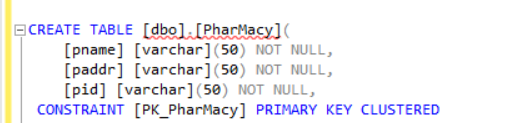 CREATE TABLE [dbo].[PharMacy](
[pname] [varchar](50) NOT NULL,
[paddr] [varchar](50) NOT NULL,
[pid] [varchar](50) NOT NULL,
CONSTRAINT [PK_PharMacy] PRIMARY KEY CLUSTERED